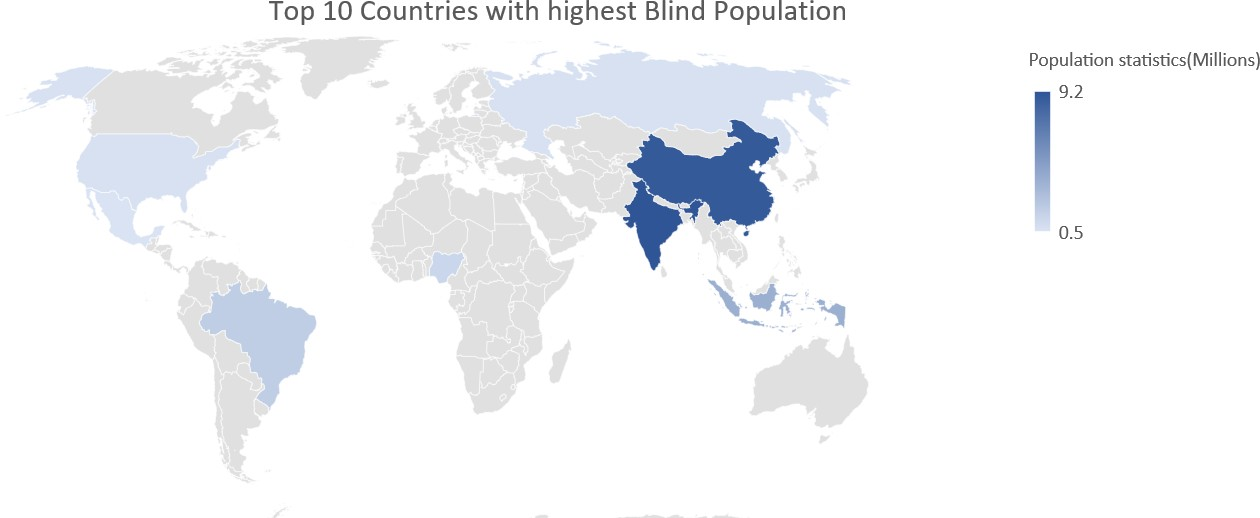 Top 10 Countries with highest Blind Population
Population statistics(Millions)
9.2
0.5